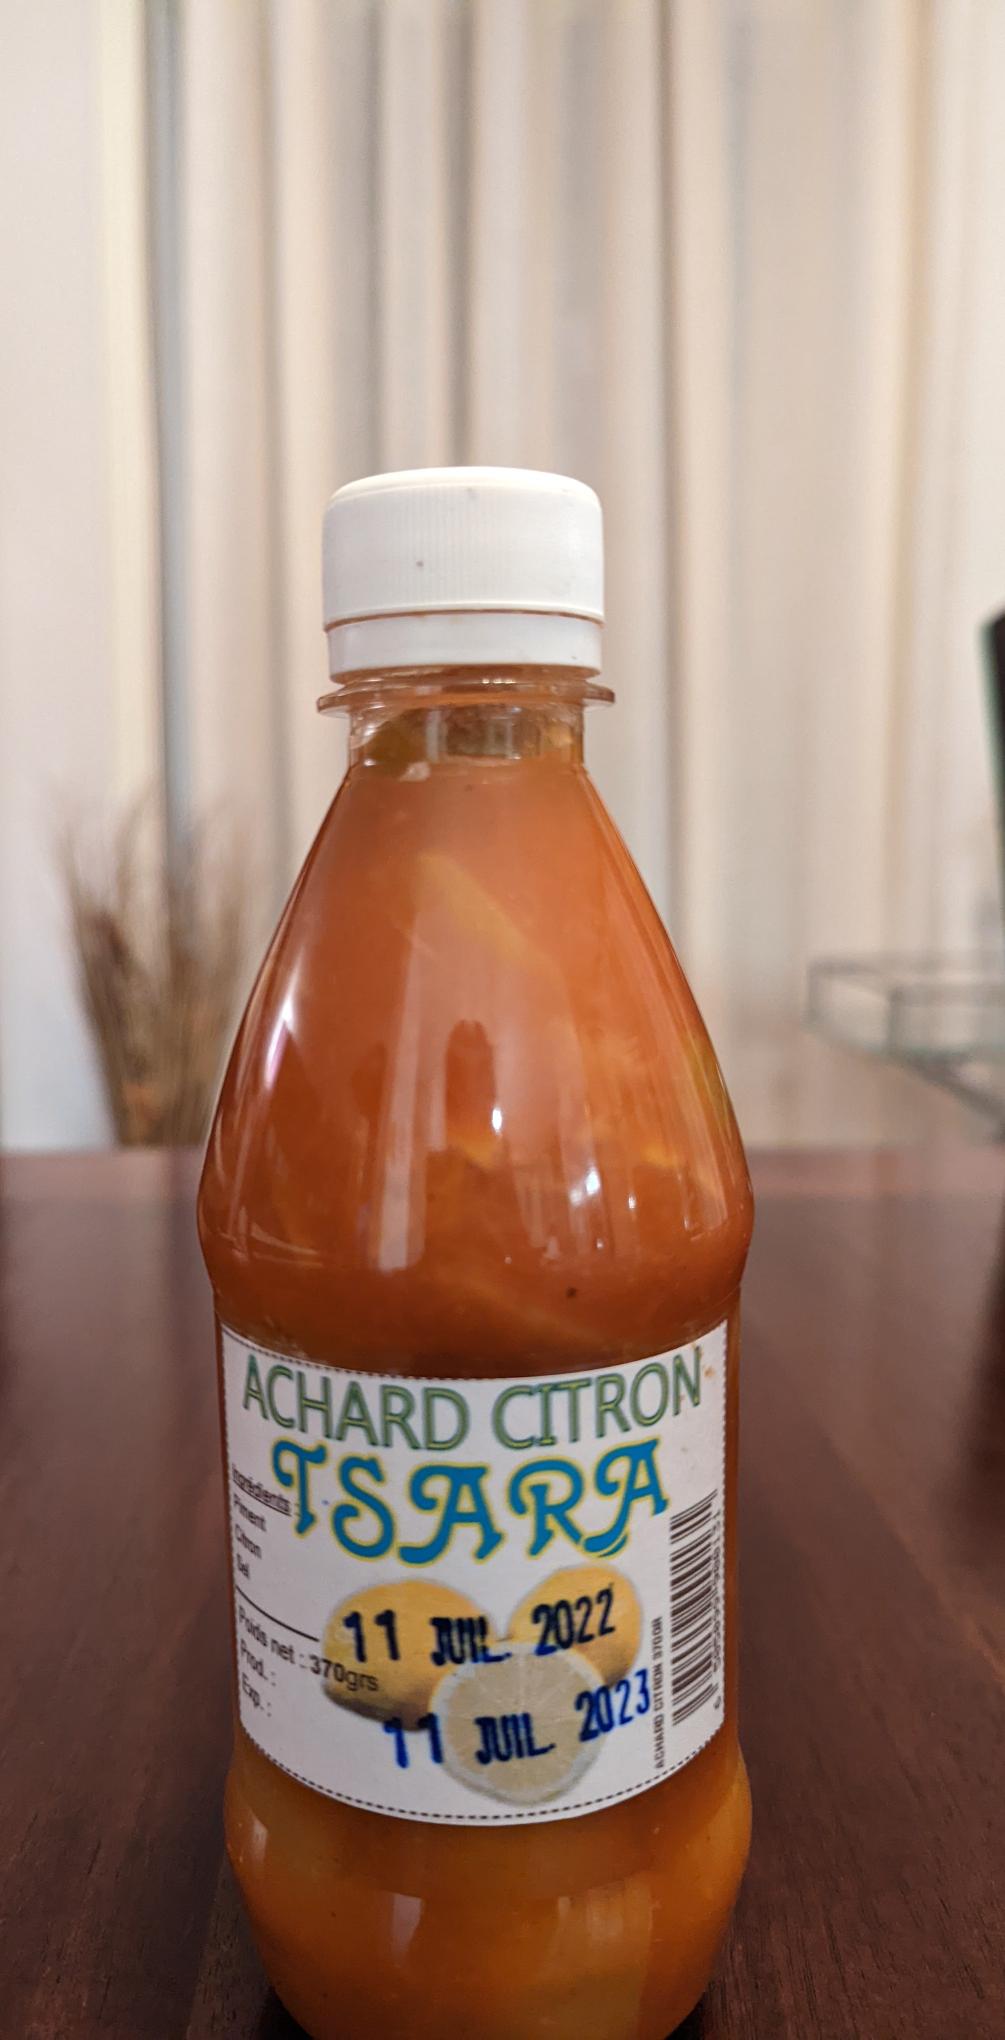 ACHARD CITRON
TSARA
Ingrédients :
Piment
Citron
Sel
Poids net : 370grs
Prod. :
Exp. :
11 JUIL. 2022
11 JUIL. 2023
ACHARD CITRON 370GR